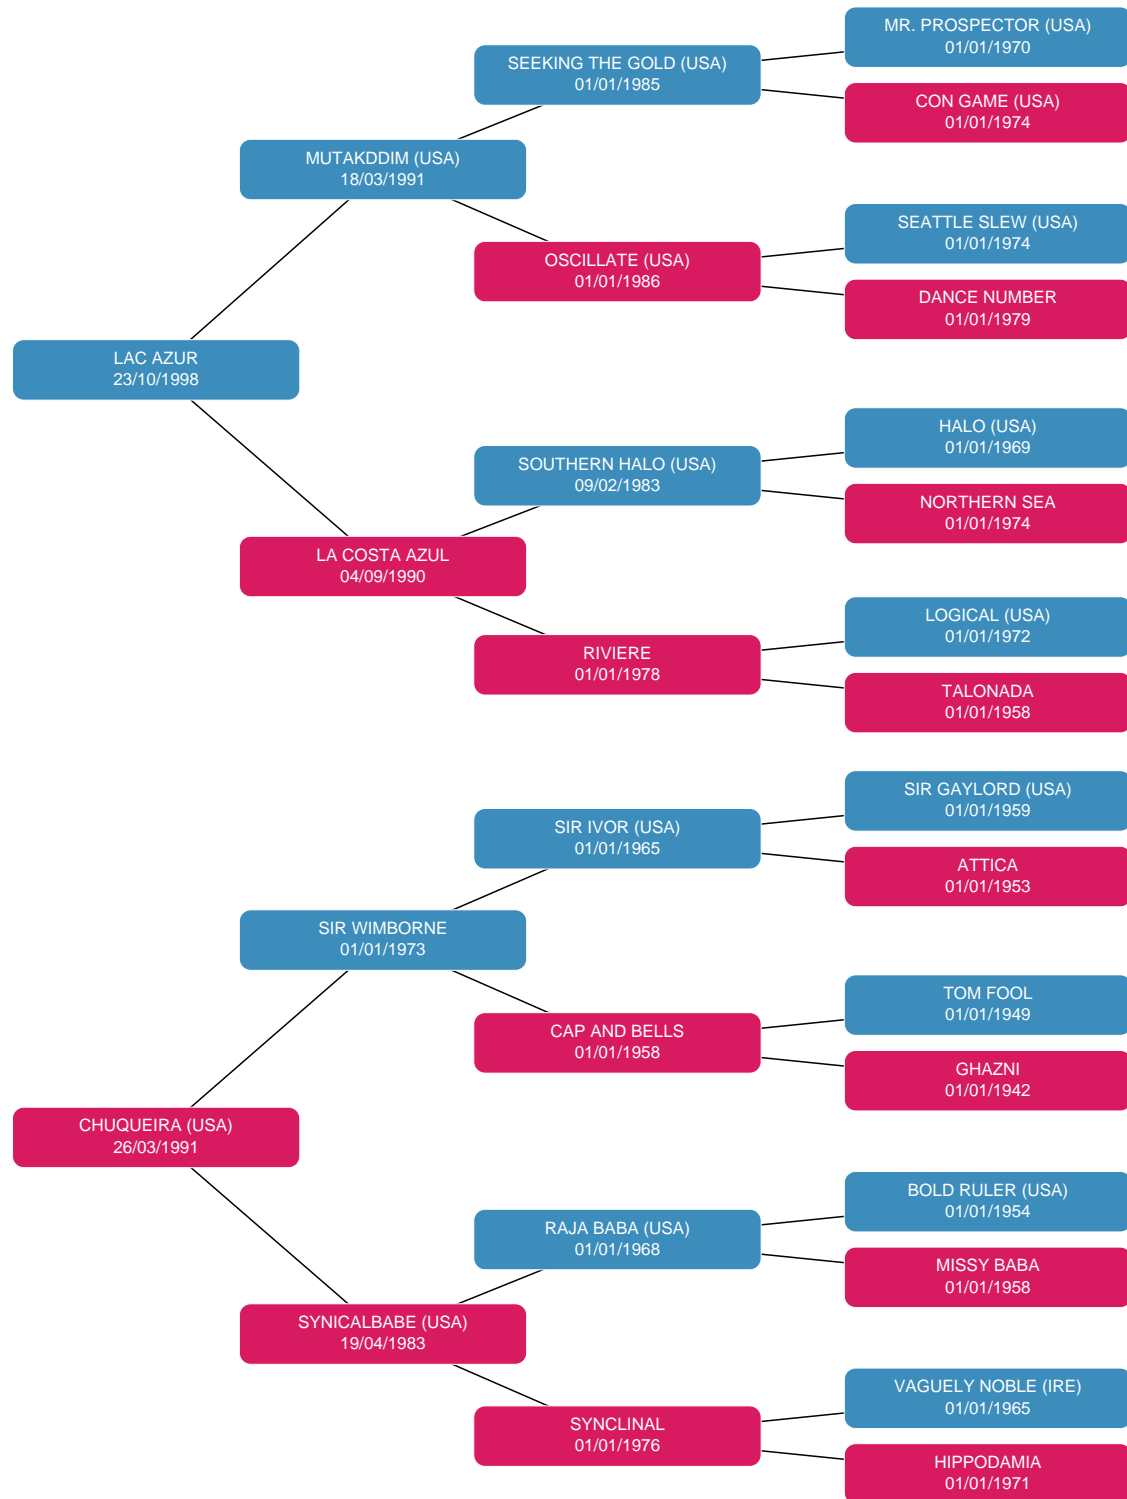 MR. PROSPECTOR (USA)
01/01/1970
SEEKING THE GOLD (USA)
01/01/1985
CON GAME (USA)
01/01/1974
MUTAKDDIM (USA)
18/03/1991
SEATTLE SLEW (USA)
01/01/1974
OSCILLATE (USA)
01/01/1986
DANCE NUMBER
01/01/1979
LAC AZUR
23/10/1998
HALO (USA)
01/01/1969
SOUTHERN HALO (USA)
09/02/1983
NORTHERN SEA
01/01/1974
LA COSTA AZUL
04/09/1990
LOGICAL (USA)
01/01/1972
RIVIERE
01/01/1978
TALONADA
01/01/1958
SIR GAYLORD (USA)
01/01/1959
SIR IVOR (USA)
01/01/1965
ATTICA
01/01/1953
SIR WIMBORNE
01/01/1973
TOM FOOL
01/01/1949
CAP AND BELLS
01/01/1958
GHAZNI
01/01/1942
CHUQUEIRA (USA)
26/03/1991
BOLD RULER (USA)
01/01/1954
RAJA BABA (USA)
01/01/1968
MISSY BABA
01/01/1958
SYNICALBABE (USA)
19/04/1983
VAGUELY NOBLE (IRE)
01/01/1965
SYNCLINAL
01/01/1976
HIPPODAMIA
01/01/1971